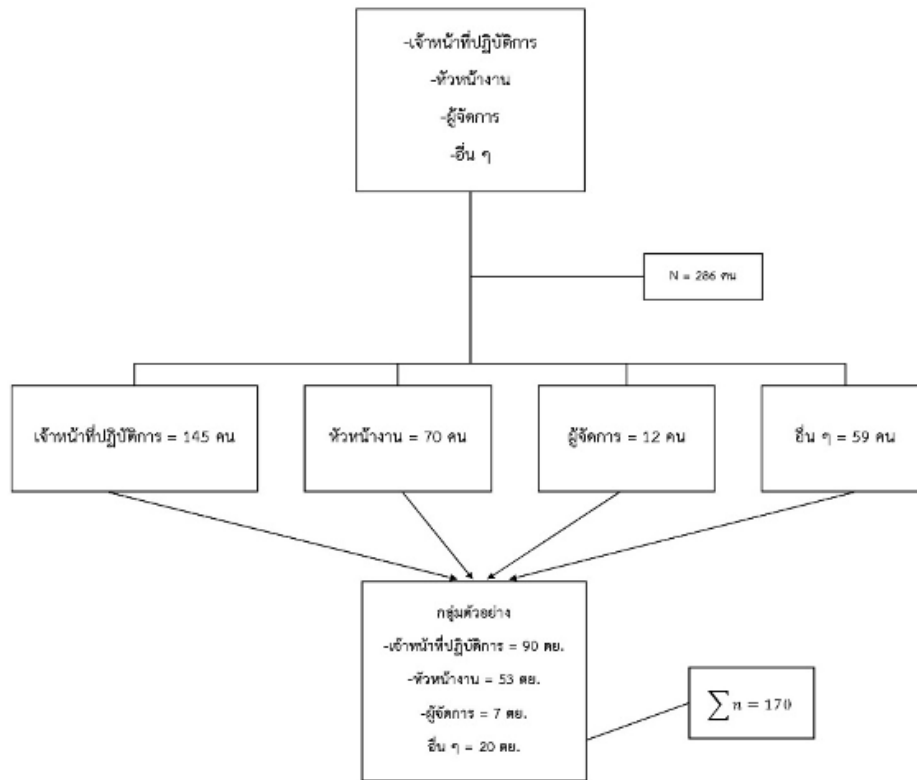 -เจ้าหน้าที่ปฏิบัติการ
-หัวหน้างาน
-ผู้จัดการ
-อื่น ๆ
N = 286 คน
เจ้าหน้าที่ปฏิบัติการ = 145 คน
หัวหน้างาน = 70 คน
ผู้จัดการ = 12 คน
อื่น ๆ = 59 คน
กลุ่มตัวอย่าง
-เจ้าหน้าที่ปฏิบัติการ = 90 ตย.
-หัวหน้างาน = 53 ตย.
-ผู้จัดการ = 7 ตย.
อื่น ๆ = 20 ตย.
∑n = 170